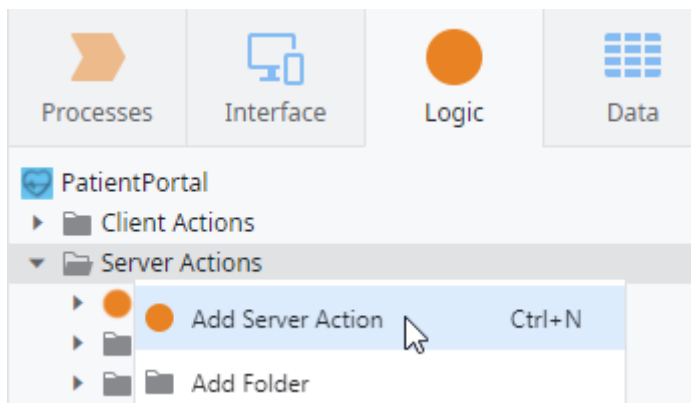 Processes Interface Logic Data
PatientPortal
Client Actions
Server Actions
Add Server Action Ctrl+N
Add Folder